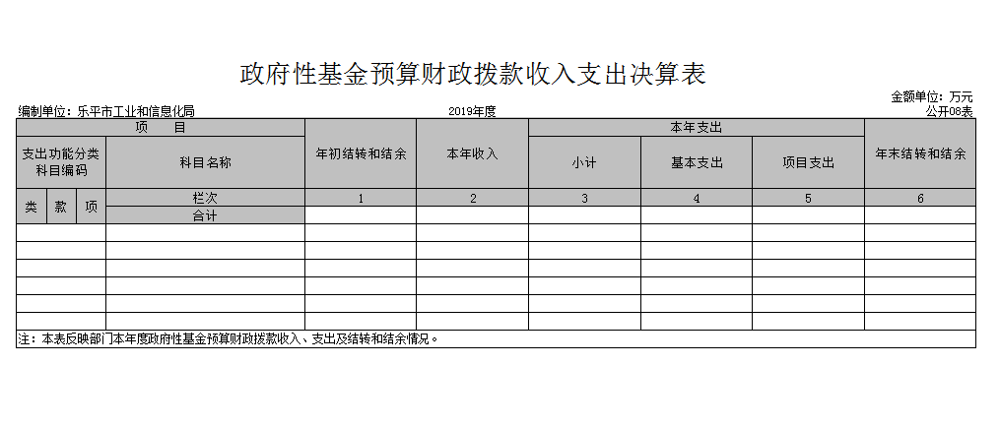 政府性基金预算财政拨款收入支出决算表
金额单位：万元
编制单位：乐平市工业和信息化局 2019年度 公开08表
项 目 年初结转和结余 本年收入 本年支出 年末结转和结余
支出功能分类
科目编码 科目名称 小计 基本支出 项目支出
类 款 项 栏次 1 2 3 4 5 6
合计
注：本表反映部门本年度政府性基金预算财政拨款收入、支出及结转和结余情况。